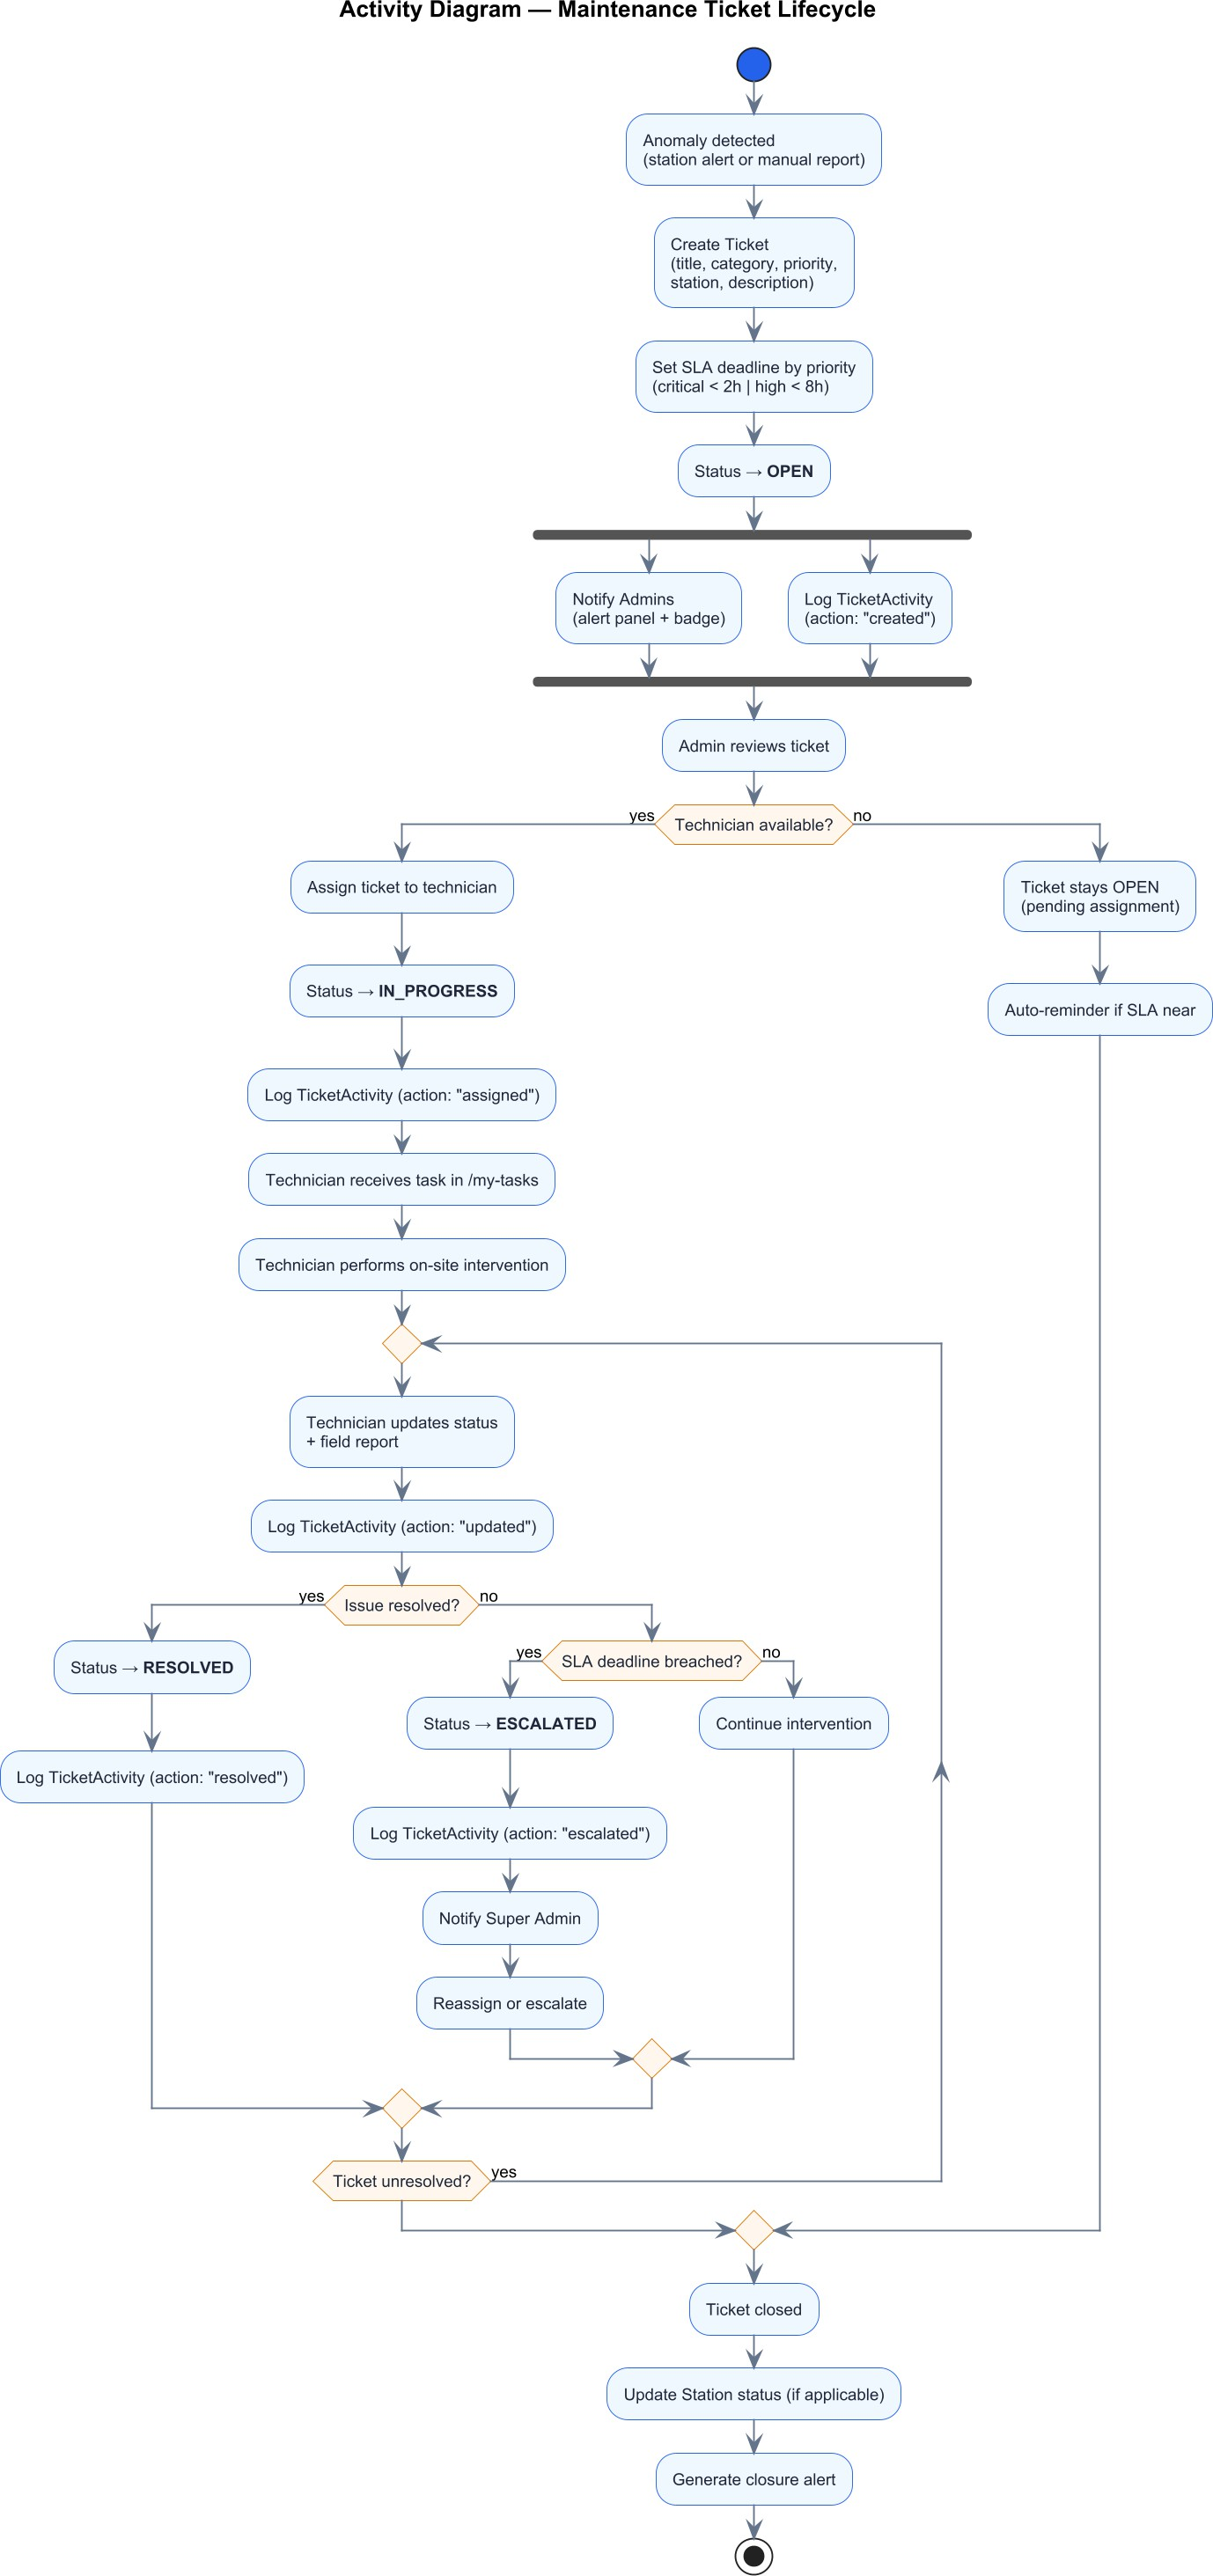 Activity Diagram — Maintenance Ticket Lifecycle
Anomaly detected
(station alert or manual report)
Create Ticket
(title, category, priority,
station, description)
Set SLA deadline by priority
(critical < 2h | high < 8h)
Status → OPEN
Notify Admins
(alert panel + badge)
Log TicketActivity
(action: "created")
Admin reviews ticket
yes
Technician available?
no
Assign ticket to technician
Ticket stays OPEN
(pending assignment)
Status → IN_PROGRESS
Auto-reminder if SLA near
Log TicketActivity (action: "assigned")
Technician receives task in /my-tasks
Technician performs on-site intervention
Technician updates status
+ field report
Log TicketActivity (action: "updated")
yes
Issue resolved?
no
Status → RESOLVED
yes
SLA deadline breached?
no
Status → ESCALATED
Continue intervention
Log TicketActivity (action: "resolved")
Log TicketActivity (action: "escalated")
Notify Super Admin
Reassign or escalate
Ticket unresolved?
yes
Ticket closed
Update Station status (if applicable)
Generate closure alert